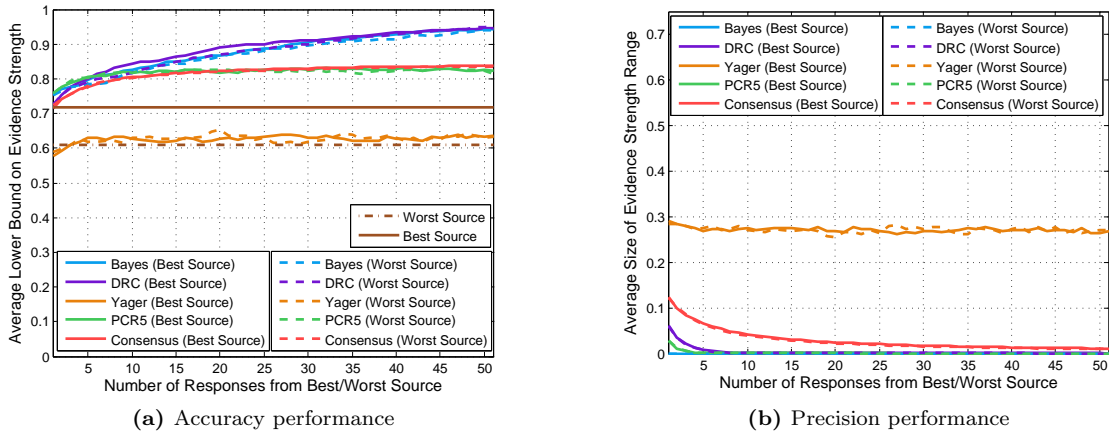 Average Lower Bound on Evidence Strength
1
0.9
0.8
0.7
0.6
0.5
0.4
0.3
0.2
0.1
0
Worst Source
Best Source
Bayes (Best Source)
DRC (Best Source)
Yager (Best Source)
PCR5 (Best Source)
Consensus (Best Source)
Bayes (Worst Source)
DRC (Worst Source)
Yager (Worst Source)
PCR5 (Worst Source)
Consensus (Worst Source)
5 10 15 20 25 30 35 40 45 50
Number of Responses from Best/Worst Source
(a) Accuracy performance
Average Size of Evidence Strength Range
0.7
0.6
0.5
0.4
0.3
0.2
0.1
0
Bayes (Best Source)
DRC (Best Source)
Yager (Best Source)
PCR5 (Best Source)
Consensus (Best Source)
Bayes (Worst Source)
DRC (Worst Source)
Yager (Worst Source)
PCR5 (Worst Source)
Consensus (Worst Source)
5 10 15 20 25 30 35 40 45 50
Number of Responses from Best/Worst Source
(b) Precision performance